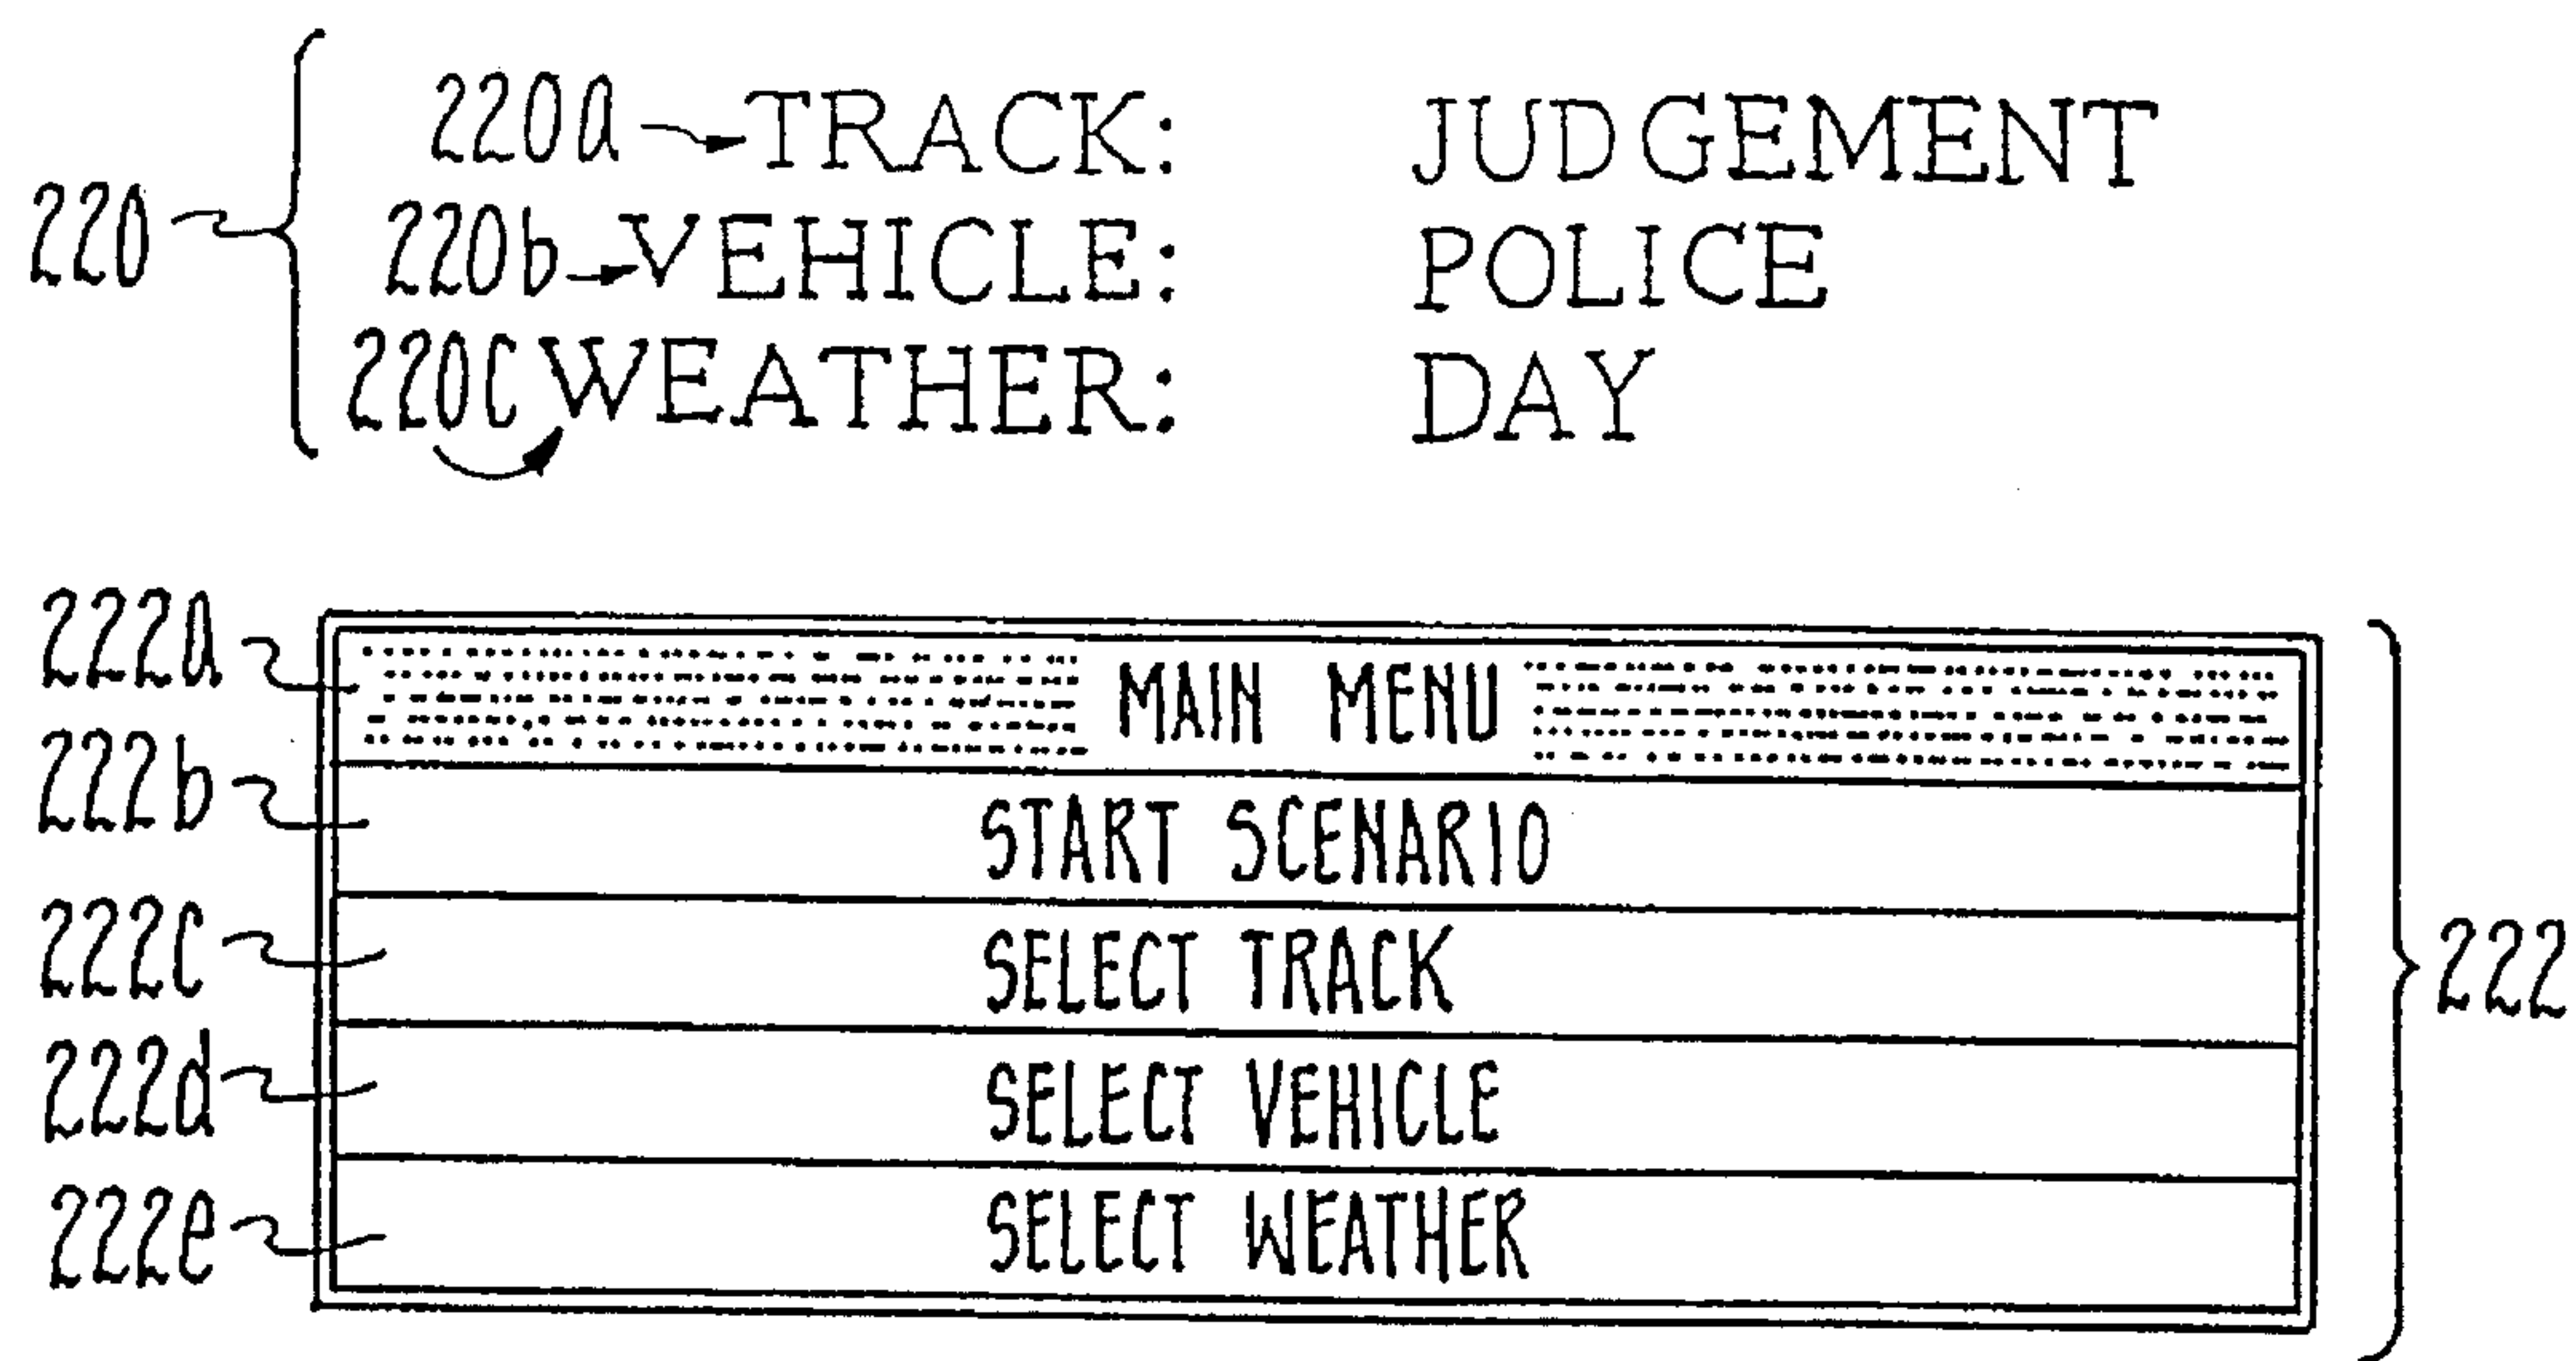 220a TRACK: JUDGEMENT
220 220b VEHICLE: POLICE
220c WEATHER: DAY
222a MAIN MENU
222b START SCENARIO
222c SELECT TRACK 222
222d SELECT VEHICLE
222e SELECT WEATHER